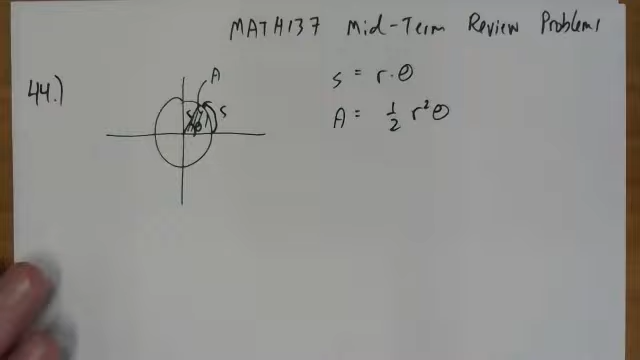 MATH137 Mid-Term Review Problems
44.)
A
S
θ
s = r·θ
A = 1/2 r²θ